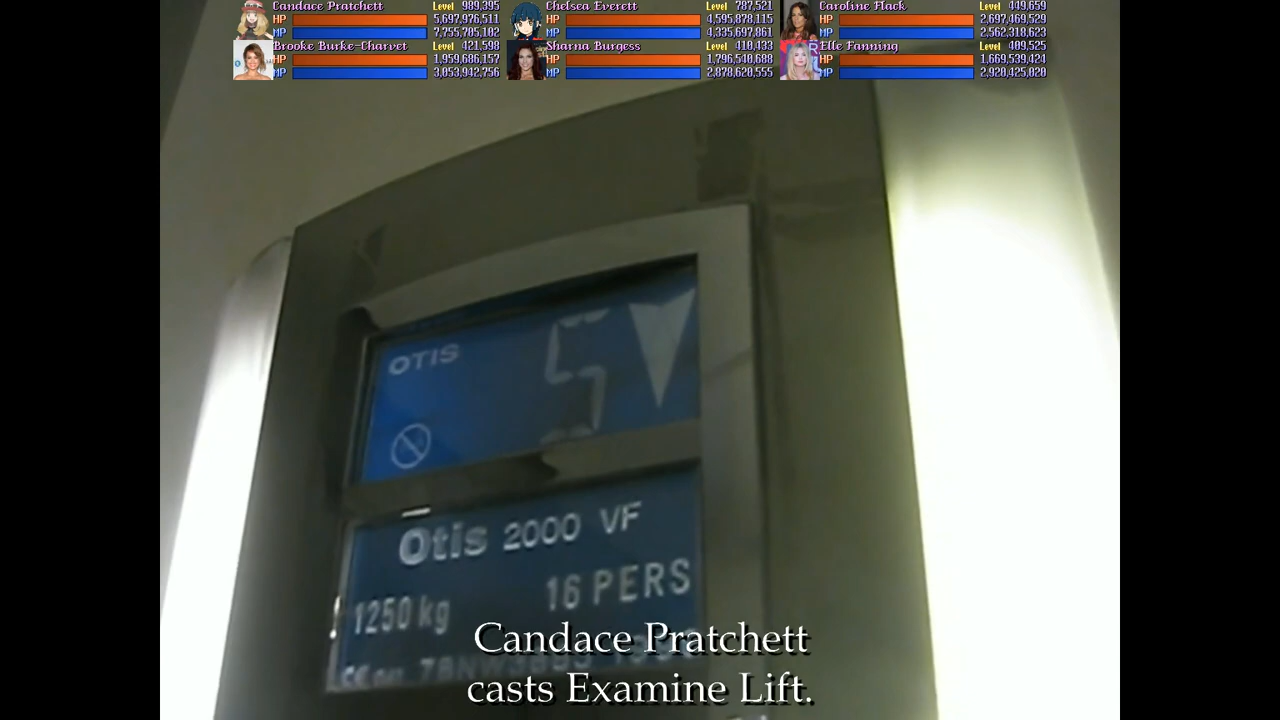 Candace Pratchett Level 989,395
HP 5,697,976,511
MP 7,755,705,102
Chelsea Everett Level 787,521
HP 4,595,878,115
MP 4,335,697,861
Caroline Flack Level 449,659
HP 2,697,469,529
MP 2,562,318,623
Brooke Burke-Charvet Level 421,598
HP 1,959,686,157
MP 3,053,942,756
Sharna Burgess Level 410,433
HP 1,796,540,688
MP 2,878,620,555
Elle Fanning Level 409,525
HP 1,669,539,424
MP 2,920,425,020
OTIS
5
Otis 2000 VF
1250 kg 16 PERS
Candace Pratchett
casts Examine Lift.